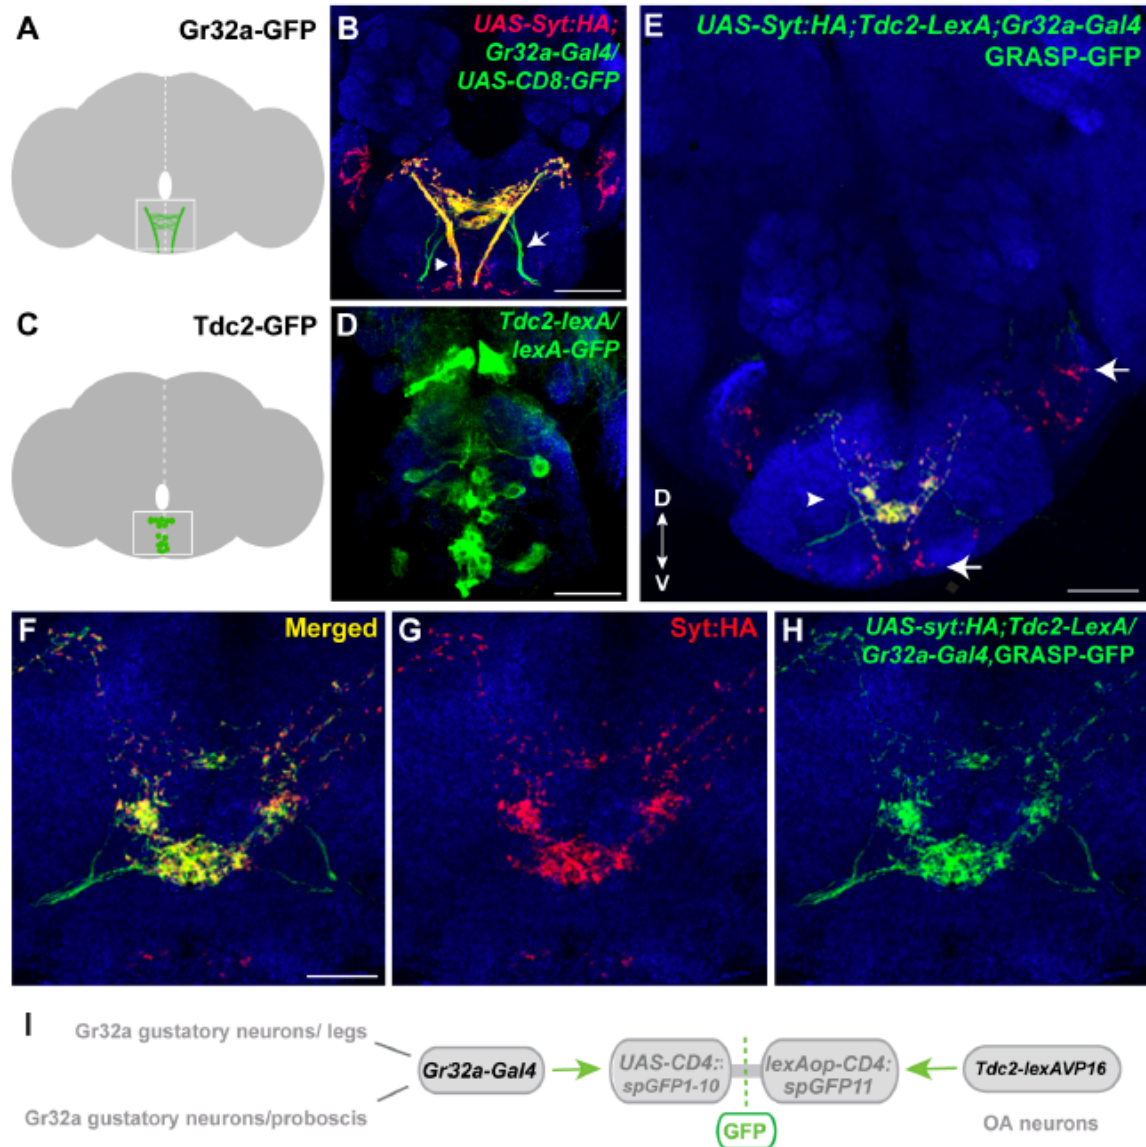 A
Gr32a-GFP
B
UAS-Syt:HA;
Gr32a-Gal4/
UAS-CD8:GFP
E
UAS-Syt:HA;Tdc2-LexA;Gr32a-Gal4
GRASP-GFP
C
Tdc2-GFP
D
Tdc2-lexA/
lexA-GFP
D
V
F
Merged
G
Syt:HA
H
UAS-syt:HA;Tdc2-LexA/
Gr32a-Gal4,GRASP-GFP
I
Gr32a gustatory neurons/ legs
Gr32a gustatory neurons/proboscis
Gr32a-Gal4
UAS-CD4::
spGFP1-10
lexAop-CD4:
spGFP11
GFP
Tdc2-lexAVP16
OA neurons